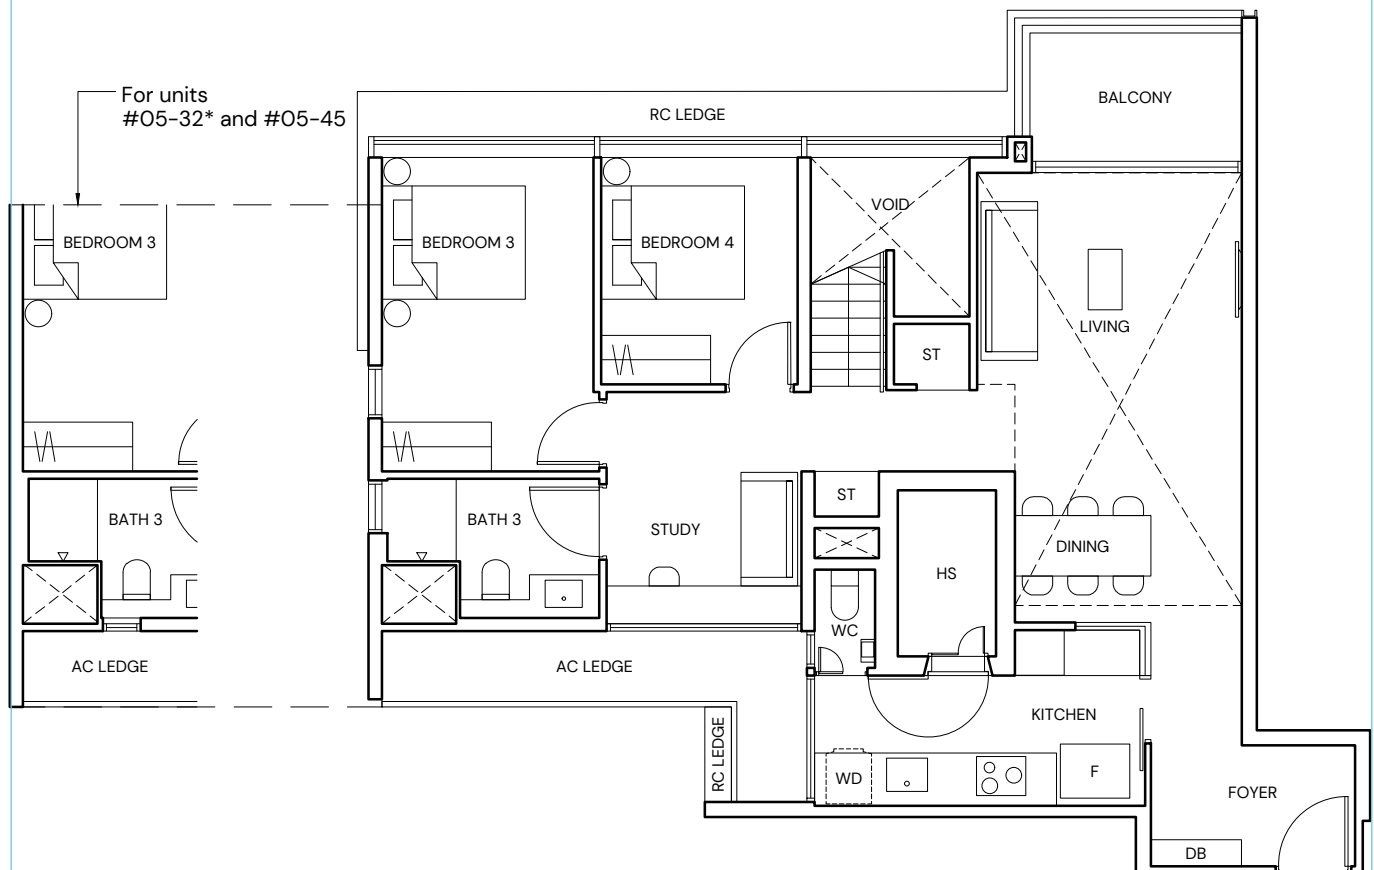 For units
#05-32* and #05-45
BALCONY
RC LEDGE
VOID
BEDROOM 3
BEDROOM 3
BEDROOM 4
LIVING
ST
ST
BATH 3
BATH 3
STUDY
DINING
HS
WC
AC LEDGE
AC LEDGE
KITCHEN
RC LEDGE
WD
F
FOYER
DB